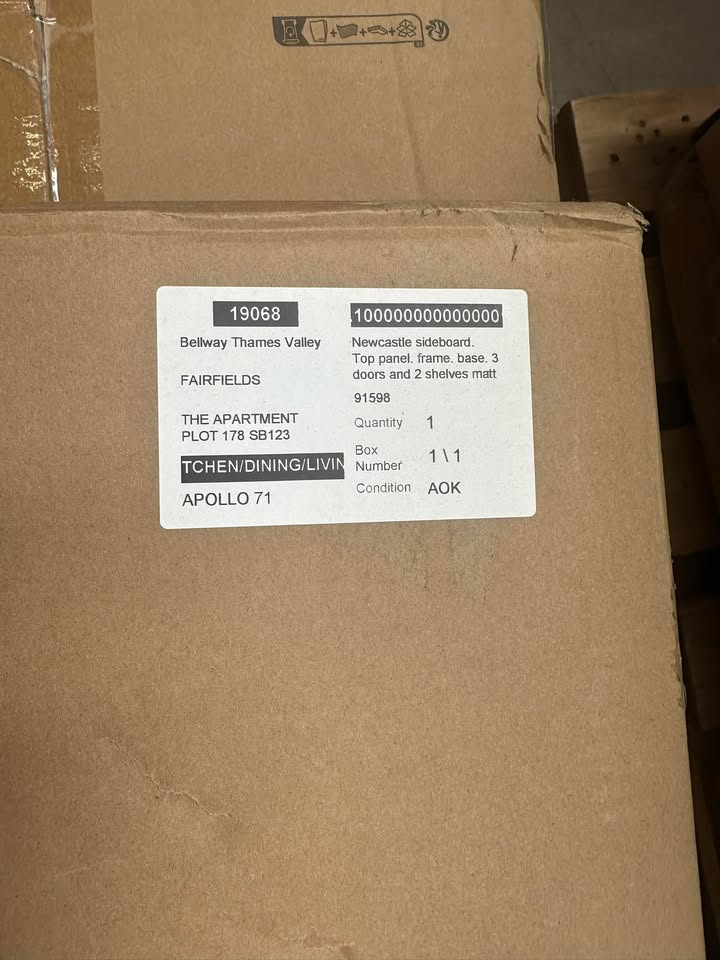 19068
Bellway Thames Valley
FAIRFIELDS
THE APARTMENT
PLOT 178 SB123
TCHEN/DINING/LIVIN
APOLLO 71
100000000000000
Newcastle sideboard.
Top panel. frame. base. 3
doors and 2 shelves matt
91598
Quantity 1
Box
Number 1 \ 1
Condition AOK